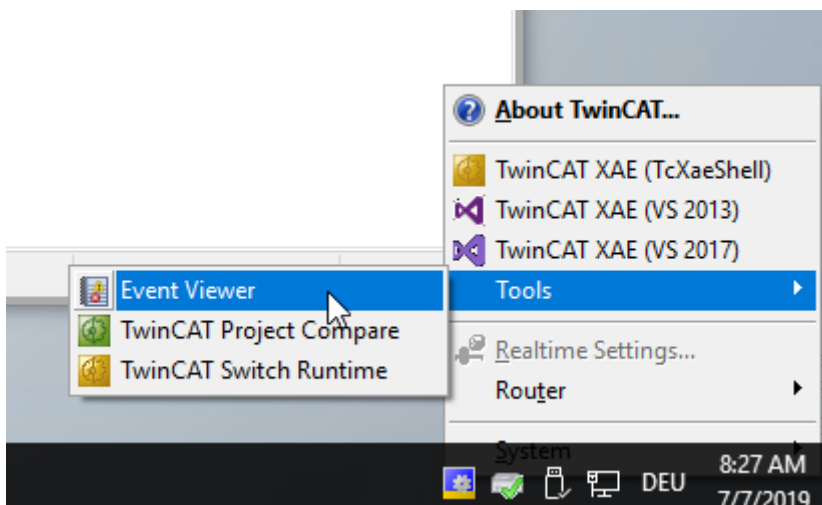 About TwinCAT...
TwinCAT XAE (TcXaeShell)
TwinCAT XAE (VS 2013)
TwinCAT XAE (VS 2017)
Tools
Event Viewer
TwinCAT Project Compare
TwinCAT Switch Runtime
Realtime Settings...
Router
System
DEU
8:27 AM
7/7/2019